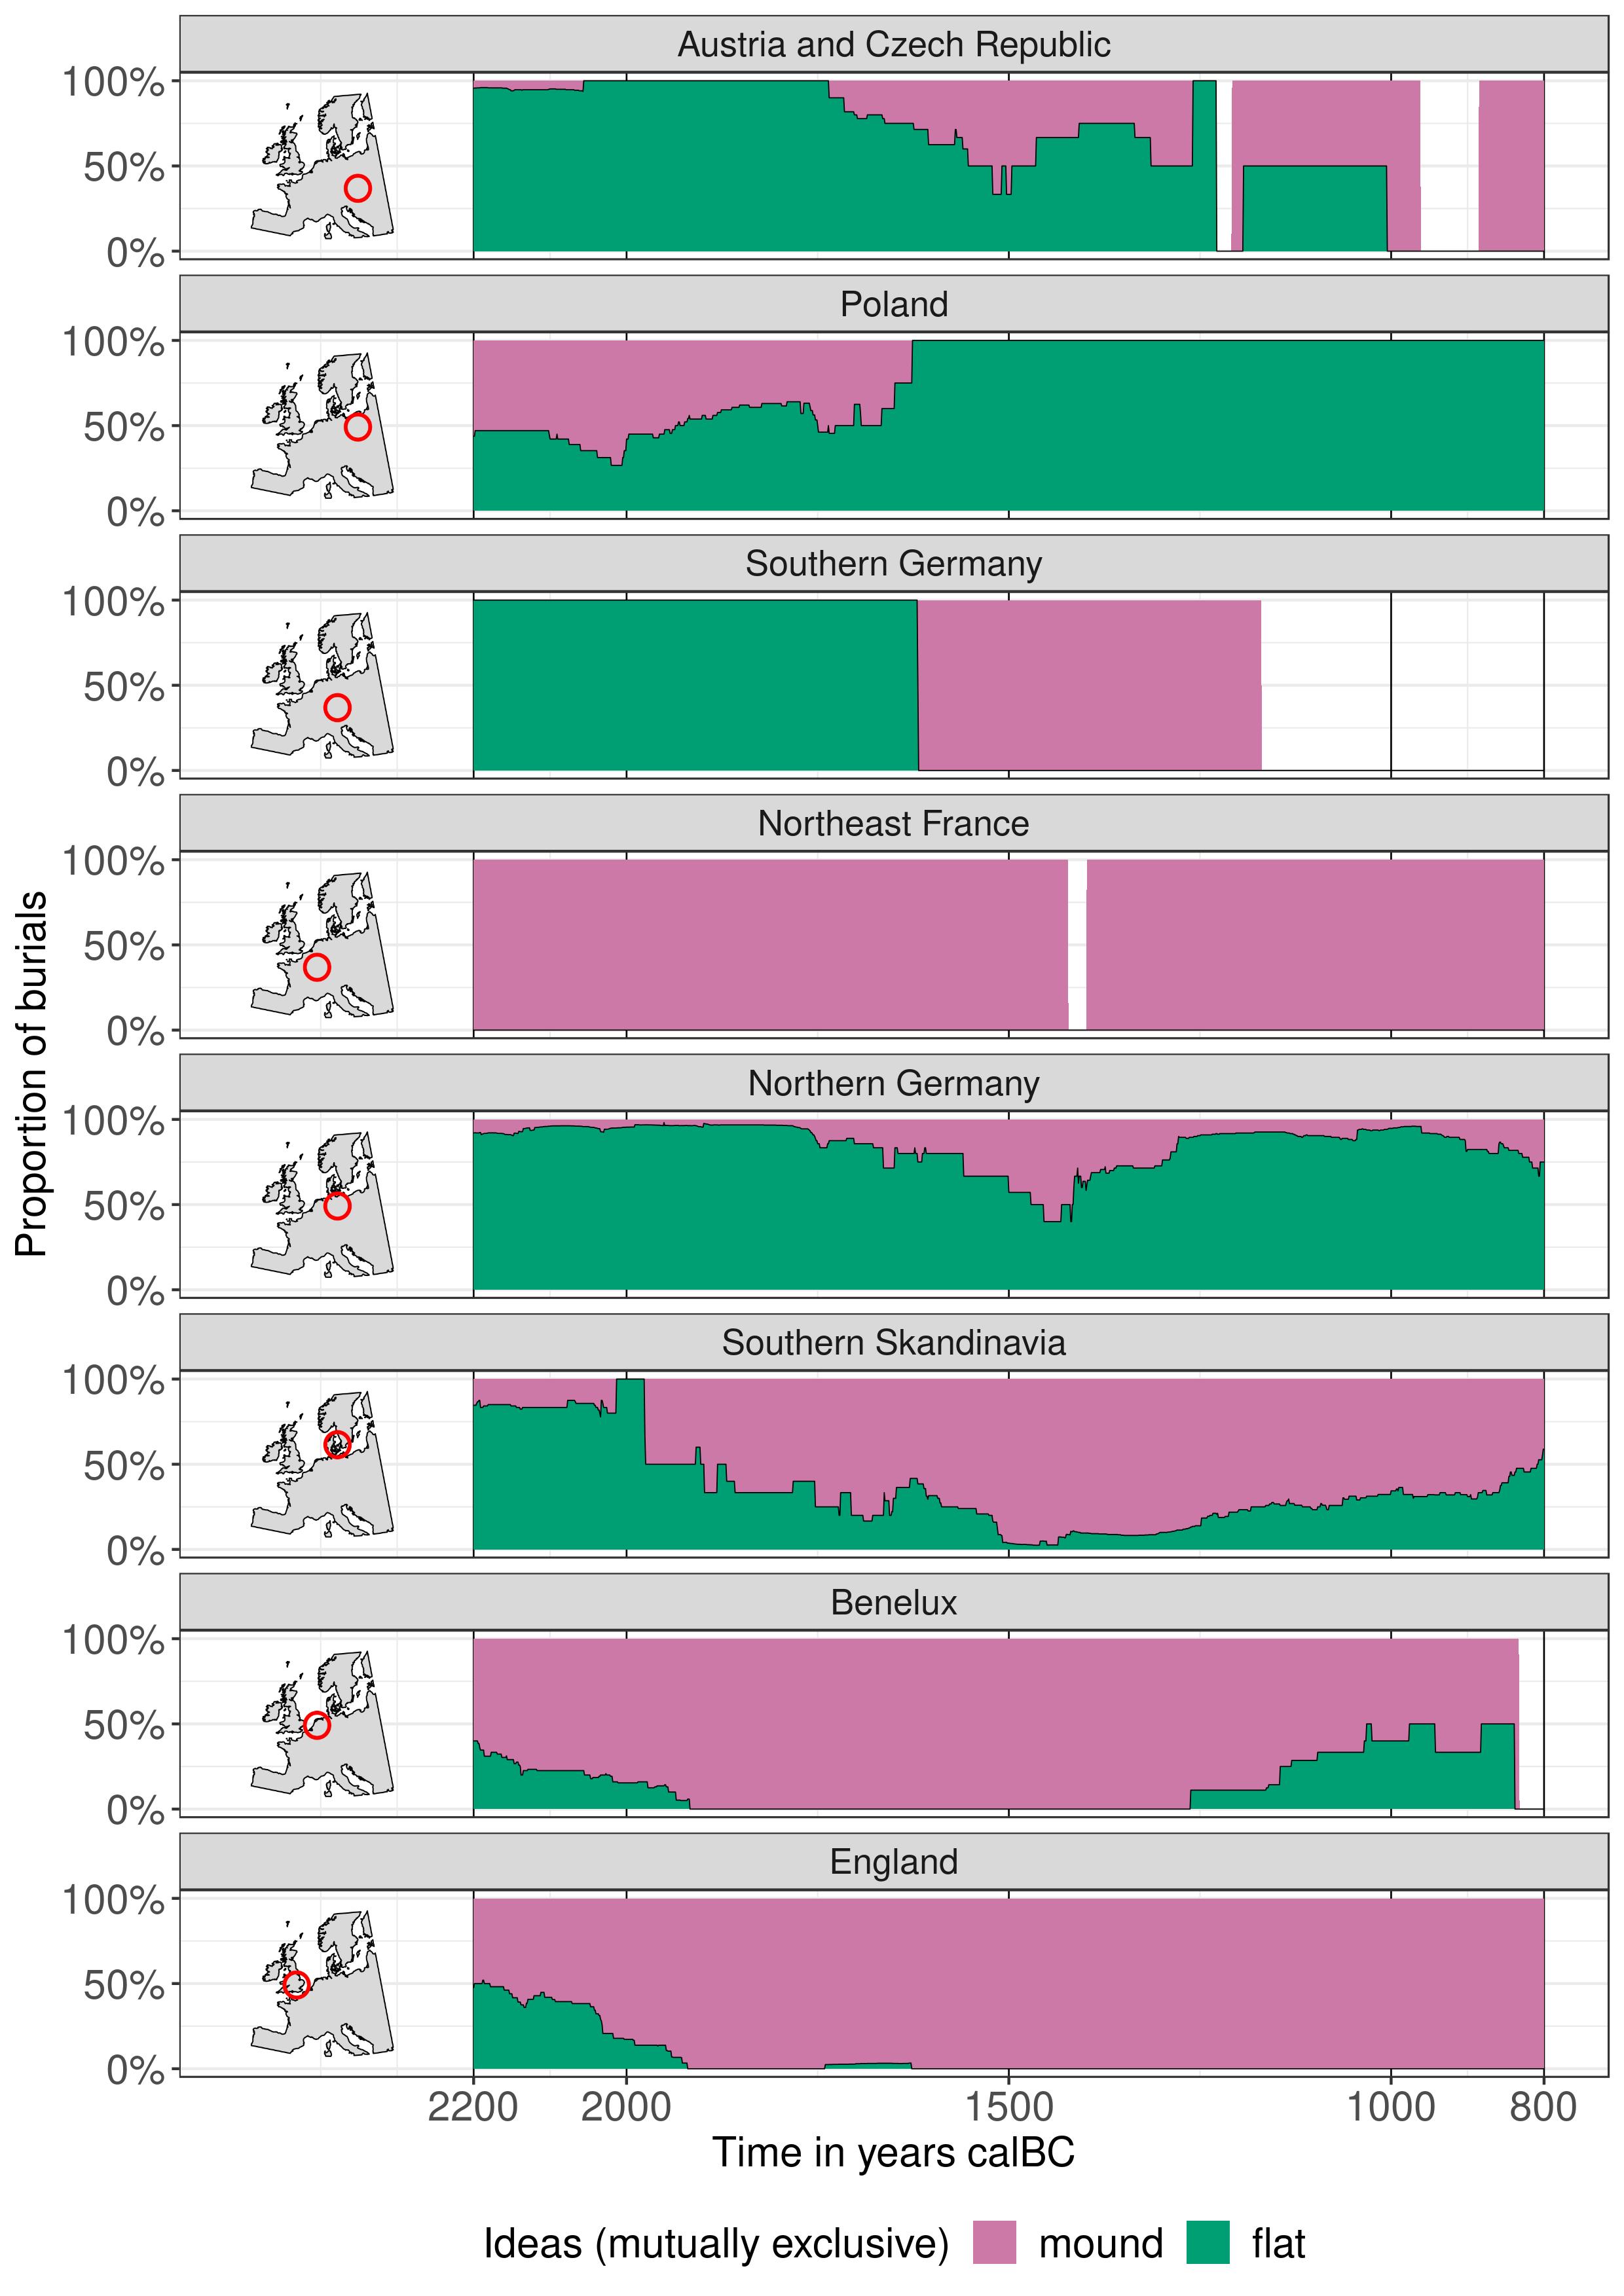 Austria and Czech Republic
100%
50%
0%
Poland
100%
50%
0%
Southern Germany
100%
50%
0%
Northeast France
100%
50%
0%
Northern Germany
100%
50%
0%
Southern Skandinavia
100%
50%
0%
Benelux
100%
50%
0%
England
100%
50%
0%
Proportion of burials
2200 2000 1500 1000 800
Time in years calBC
Ideas (mutually exclusive) mound flat